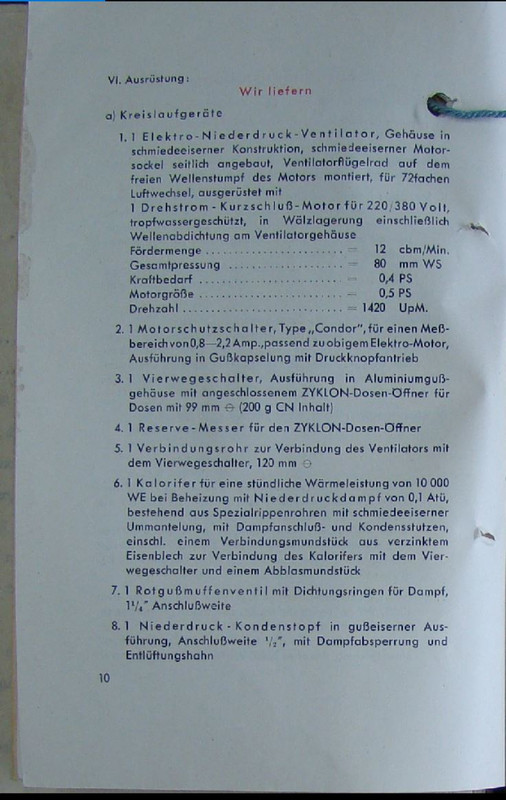 VI. Ausrüstung:
Wir liefern
a) Kreislaufgeräte
1. 1 Elektro-Niederdruck-Ventilator, Gehäuse in
schmiedeeiserner Konstruktion, schmiedeeiserner Motor-
sockel seitlich angebaut, Ventilatorflügelrad auf dem
freien Wellenstumpf des Motors montiert, für 72fachen
Luftwechsel, ausgerüstet mit
1 Drehstrom-Kurzschluß-Motor für 220/380 Volt,
tropfwassergeschützt, in Wälzlagerung einschließlich
Wellenabdichtung am Ventilatorgehäuse
Fördermenge ........................ = 12 cbm/Min.
Gesamtpressung .................... = 80 mm WS
Kraftbedarf ......................... = 0,4 PS
Motorgröße ......................... = 0,5 PS
Drehzahl ............................ = 1420 UpM.
2. 1 Motorschutzschalter, Type „Condor", für einen Meß-
bereich von 0,8—2,2 Amp., passend zu obigem Elektro-Motor,
Ausführung in Gußkapselung mit Druckknopfantrieb
3. 1 Vierwegeschalter, Ausführung in Aluminiumguß-
gehäuse mit angeschlossenem ZYKLON-Dosen-Öffner für
Dosen mit 99 mm ⌀ (200 g CN Inhalt)
4. 1 Reserve-Messer für den ZYKLON-Dosen-Öffner
5. 1 Verbindungsrohr zur Verbindung des Ventilators mit
dem Vierwegeschalter, 120 mm ⌀
6. 1 Kalorifer für eine stündliche Wärmeleistung von 10 000
WE bei Beheizung mit Niederdruckdampf von 0,1 Atü,
bestehend aus Spezialrippenrohren mit schmiedeeiserner
Ummantelung, mit Dampfanschluß- und Kondensstutzen,
einschl. einem Verbindungsmundstück aus verzinktem
Eisenblech zur Verbindung des Kalorifers mit dem Vier-
wegeschalter und einem Abblasmundstück
7. 1 Rotgußmuffenventil mit Dichtungsringen für Dampf,
1¼" Anschlußweite
8. 1 Niederdruck-Kondenstopf in gußeiserner Aus-
führung, Anschlußweite ½", mit Dampfabsperrung und
Entlüftungshahn
10